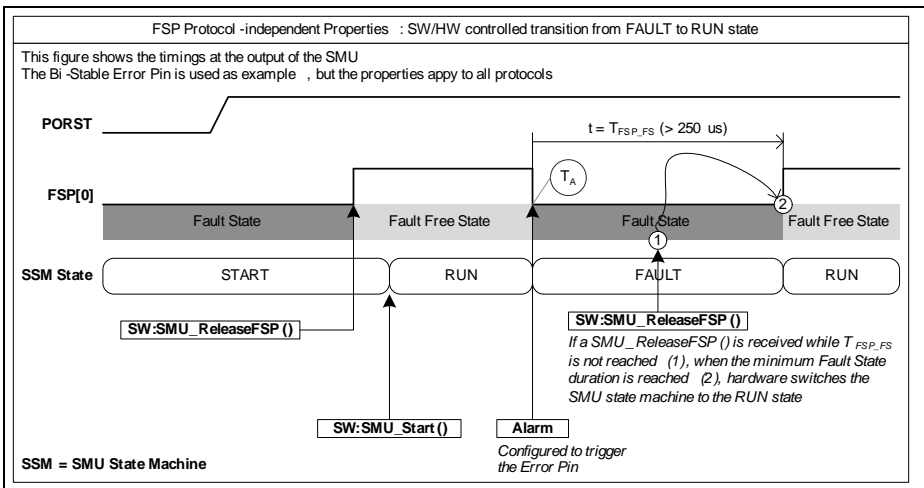 FSP Protocol -independent Properties : SW/HW controlled transition from FAULT to RUN state
This figure shows the timings at the output of the SMU
The Bi -Stable Error Pin is used as example , but the properties appy to all protocols
PORST
t = TFSP_FS (> 250 us)
TA
FSP[0]
2
Fault State
Fault Free State
Fault State
Fault Free State
1
SSM State
START
RUN
FAULT
RUN
SW:SMU_ReleaseFSP ()
SW:SMU_ReleaseFSP ()
If a SMU_ReleaseFSP () is received while T FSP_FS
is not reached (1), when the minimum Fault State
duration is reached (2), hardware switches the
SMU state machine to the RUN state
SW:SMU_Start ()
Alarm
Configured to trigger
the Error Pin
SSM = SMU State Machine